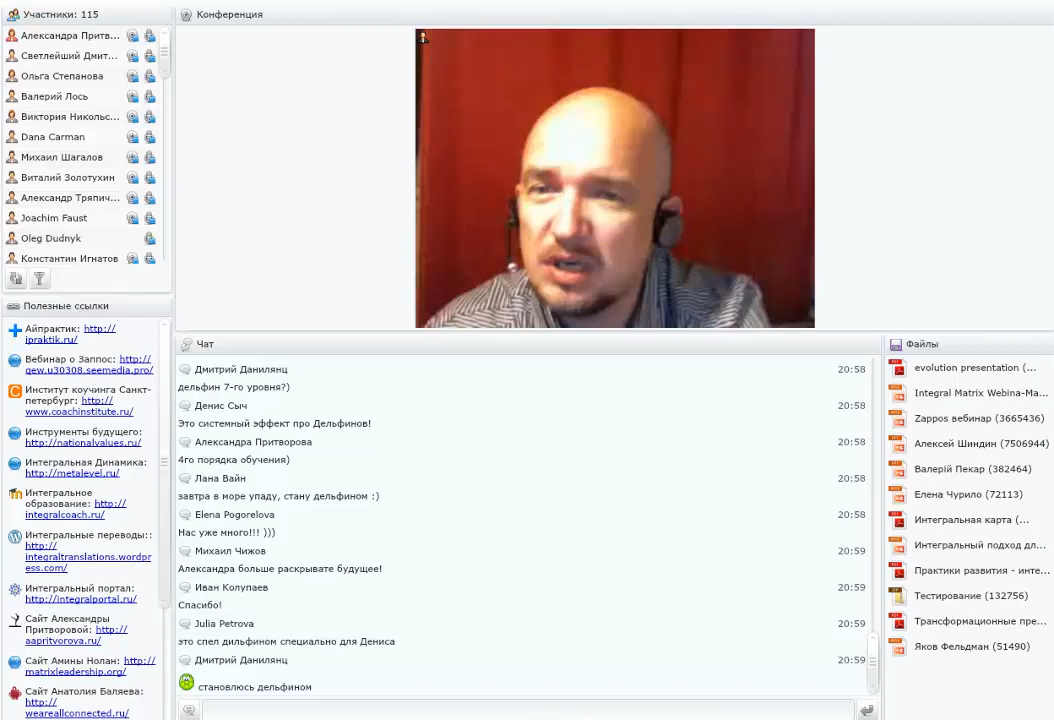 Участники: 115
Александра Притв...
Светлейший Дмит...
Ольга Степанова
Валерий Лось
Виктория Никольс...
Dana Carman
Михаил Шагалов
Виталий Золотухин
Александр Тряпич...
Joachim Faust
Oleg Dudnyk
Константин Игнатов
Полезные ссылки
Айпрактик: http://
ipraktik.ru/
Вебинар о Заппос: http://
qew.u30308.seemedia.pro/
Институт коучинга Санкт-
петербург: http://
www.coachinstitute.ru/
Инструменты будущего:
http://nationalvalues.ru/
Интегральная Динамика:
http://metalevel.ru/
Интегральное
образование: http://
integralcoach.ru/
Интегральные переводы::
http://
integraltranslations.wordpr
ess.com/
Интегральный портал:
http://integralportal.ru/
Сайт Александры
Притворовой: http://
aapritvorova.ru/
Сайт Амины Нолан: http://
matrixleadership.org/
Сайт Анатолия Баляева:
http://
weareallconnected.ru/
Конференция
Чат
Дмитрий Данилянц 20:58
дельфин 7-го уровня?)
Денис Сыч 20:58
Это системный эффект про Дельфинов!
Александра Притворова 20:58
4го порядка обучения)
Лана Вайн 20:58
завтра в море упаду, стану дельфином :)
Elena Pogorelova 20:58
Нас уже много!!! )))
Михаил Чижов 20:59
Александра больше раскрывате будущее!
Иван Колупаев 20:59
Спасибо!
Julia Petrova 20:59
это спел дильфином специально для Дениса
Дмитрий Данилянц 20:59
становлюсь дельфином
Файлы
evolution presentation (...
Integral Matrix Webina-Ma...
Zappos вебинар (3665436)
Алексей Шиндин (7506944)
Валерій Пекар (382464)
Елена Чурило (72113)
Интегральная карта (...
Интегральный подход дл...
Практики развития - инте...
Тестирование (132756)
Трансформационные пре...
Яков Фельдман (51490)